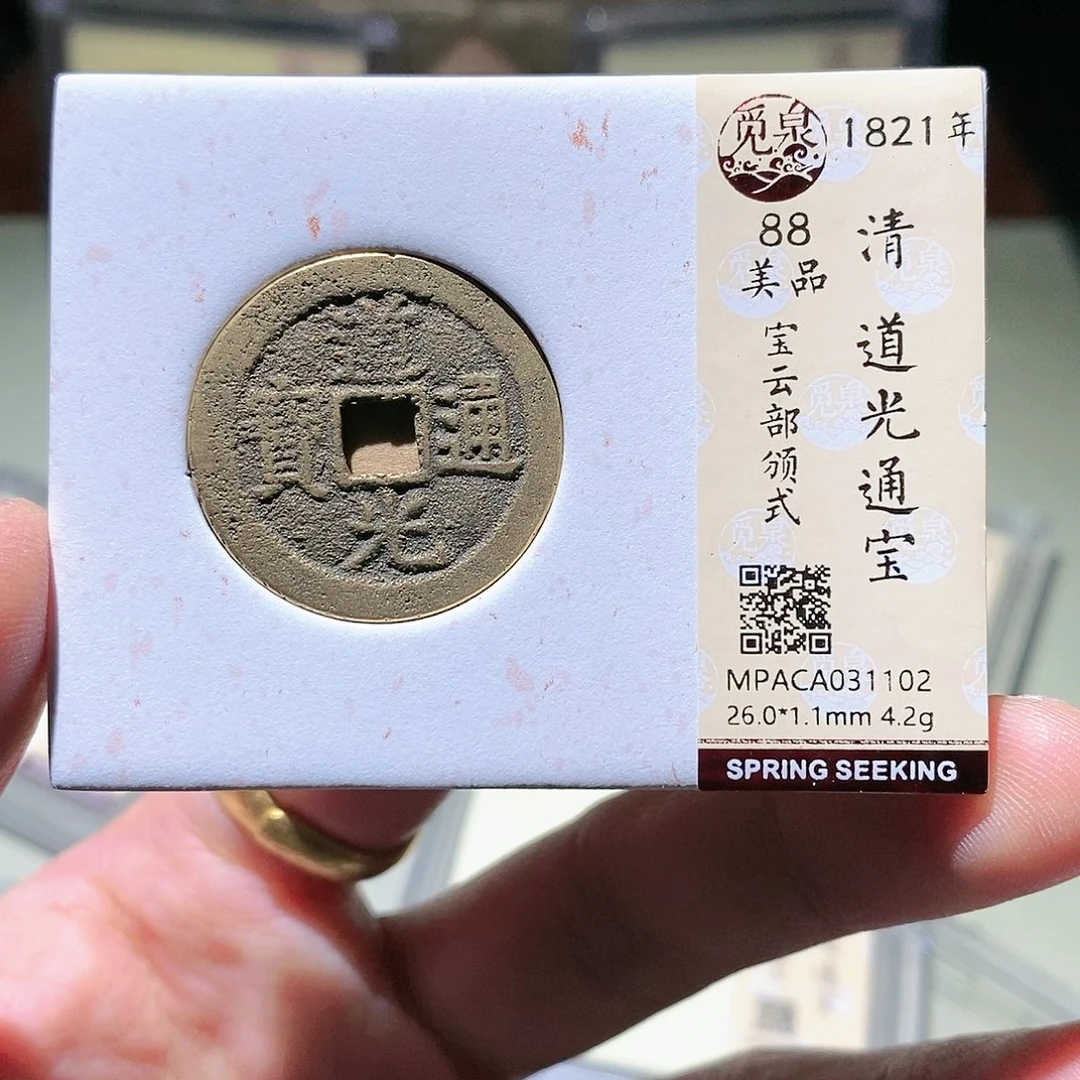 道光通寳
觅泉
1821年
清道光通宝
88
美品
宝云部颁式
MPACA031102
26.0*1.1mm 4.2g
SPRING SEEKING